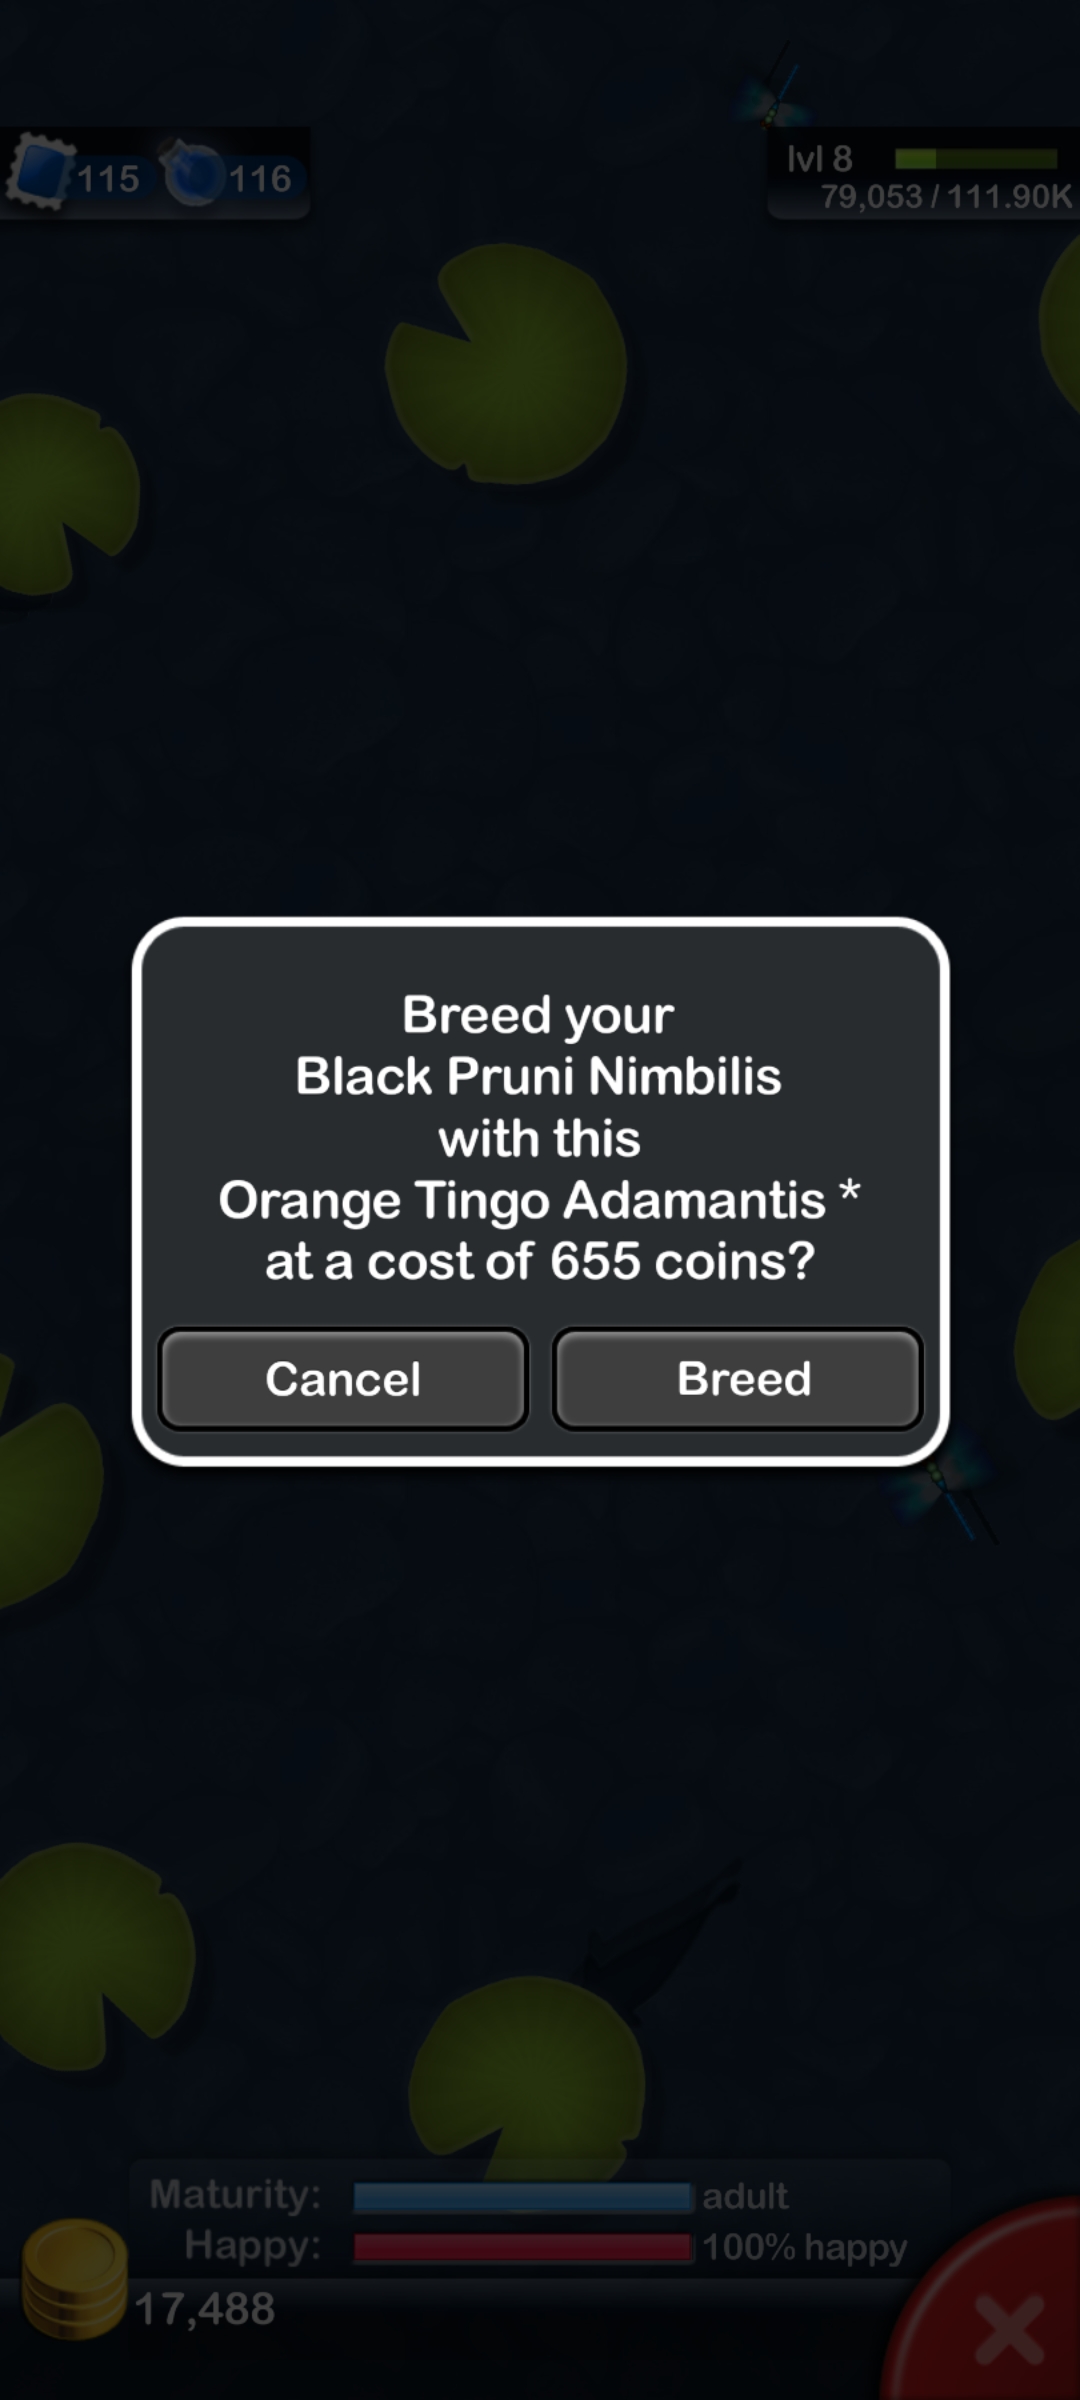 115
116
lvl 8
79,053 / 111.90K
Breed your
Black Pruni Nimbilis
with this
Orange Tingo Adamantis *
at a cost of 655 coins?
Cancel
Breed
Maturity:
adult
Happy:
100% happy
17,488